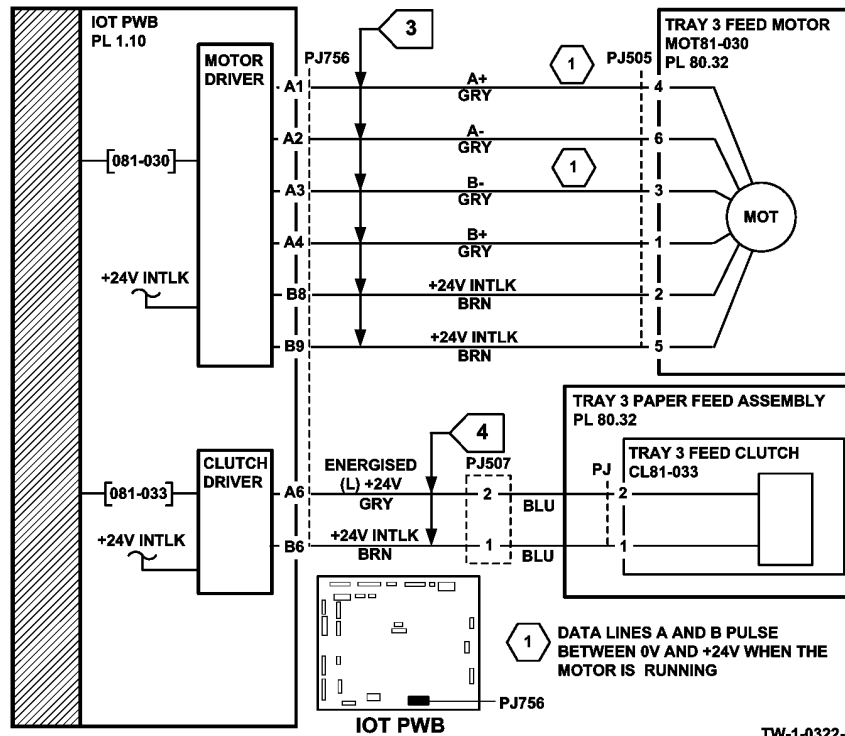 IOT PWB
PL 1.10
MOTOR
DRIVER
PJ756
3
PJ505
TRAY 3 FEED MOTOR
MOT81-030
PL 80.32
1
A1
A+
GRY
4
A2
A-
GRY
6
[081-030]
1
A3
B-
GRY
3
MOT
A4
B+
GRY
1
+24V INTLK
B8
+24V INTLK
BRN
2
B9
+24V INTLK
BRN
5
TRAY 3 PAPER FEED ASSEMBLY
PL 80.32
4
CLUTCH
DRIVER
ENERGISED
(L) +24V
GRY
PJ507
PJ
TRAY 3 FEED CLUTCH
CL81-033
[081-033]
A6
2
BLU
2
+24V INTLK
B6
+24V INTLK
BRN
1
BLU
1
1
DATA LINES A AND B PULSE
BETWEEN 0V AND +24V WHEN THE
MOTOR IS RUNNING
PJ756
IOT PWB
TW-1-0322-